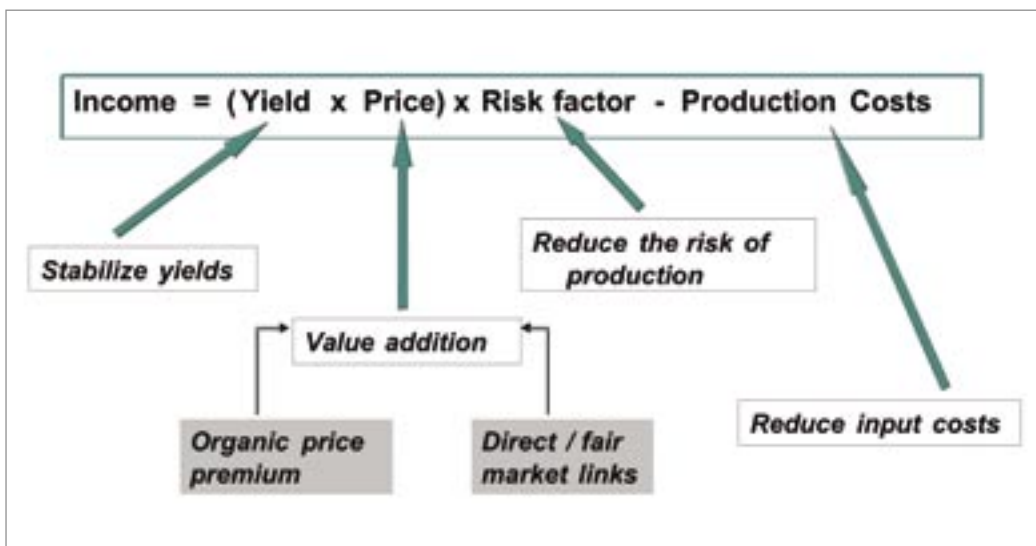 Income = (Yield x Price) x Risk factor - Production Costs
Stabilize yields
Reduce the risk of
production
Value addition
Organic price
premium
Direct / fair
market links
Reduce input costs